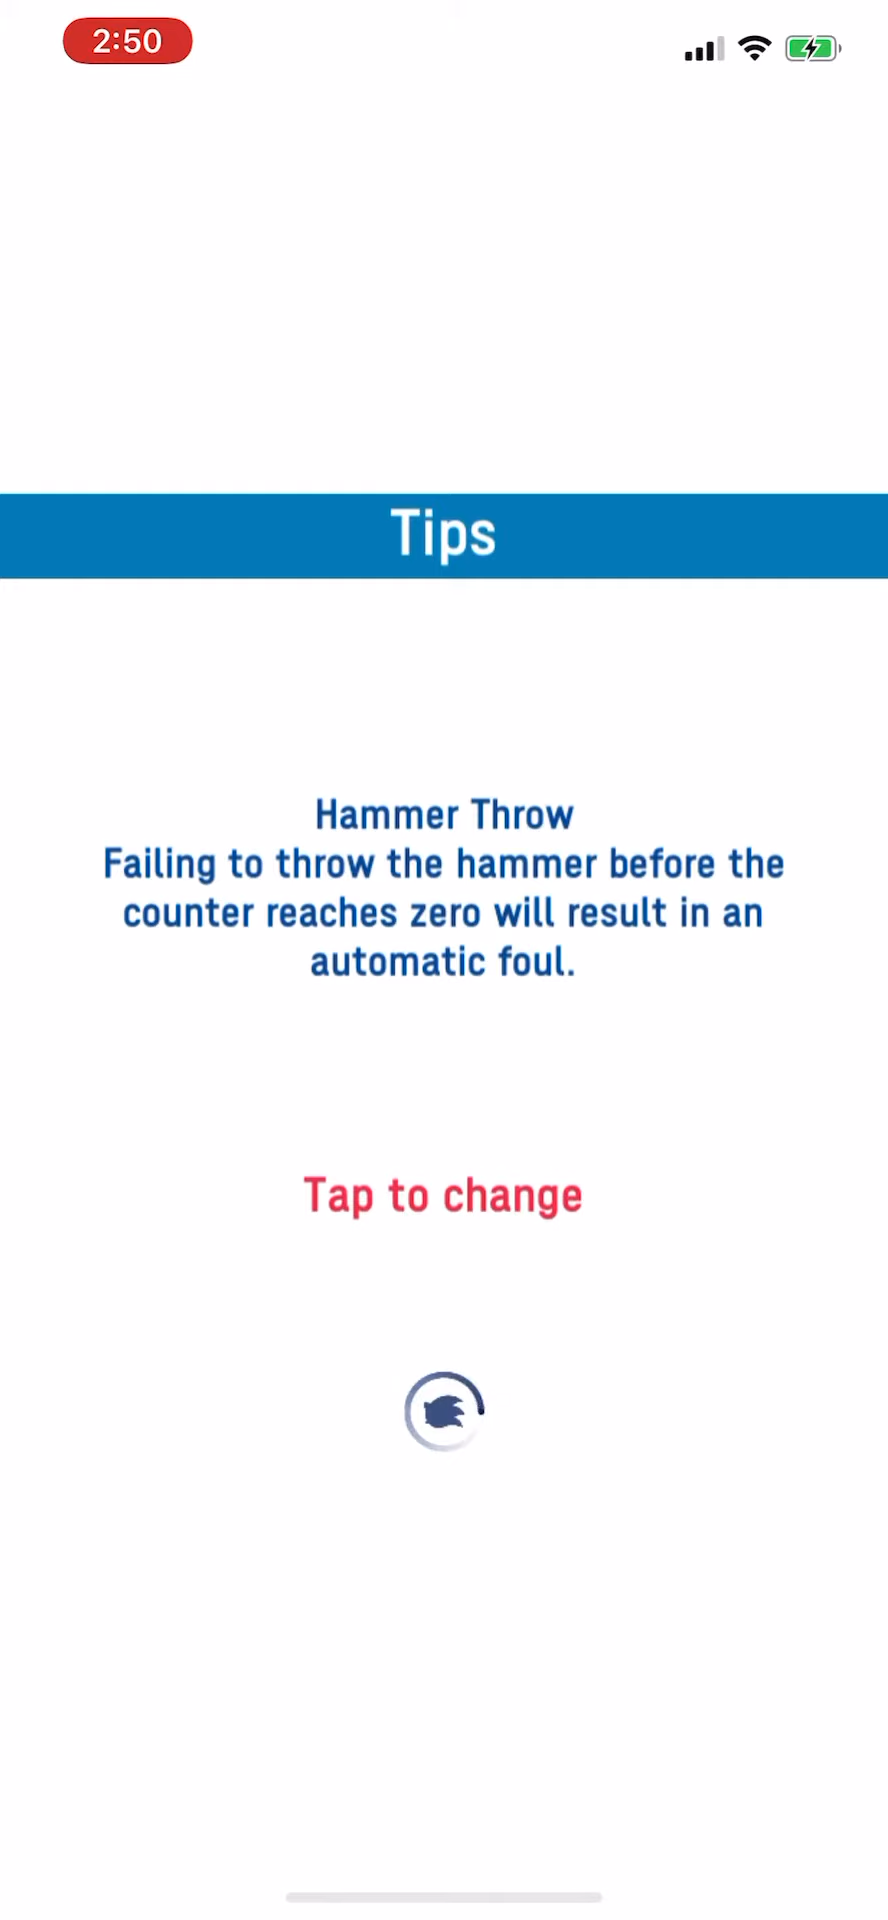 2:50
Tips
Hammer Throw
Failing to throw the hammer before the
counter reaches zero will result in an
automatic foul.
Tap to change